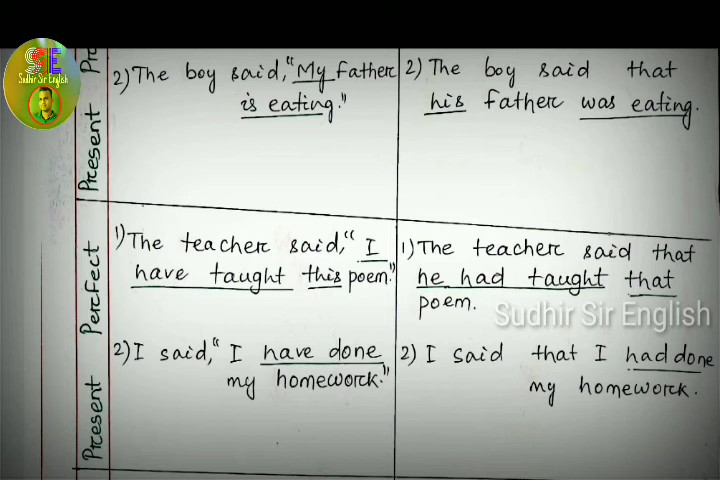 SE
Sudhir Sir English
Present Pro
2) The boy said, "My Father
is eating."
2) The boy said that
his Father was eating.
Present Perfect
1) The teacher said, "I
have taught this poem."
1) The teacher said that
he had taught that
poem.
Sudhir Sir English
2) I said, "I have done
my homework."
2) I said that I had done
my homework.